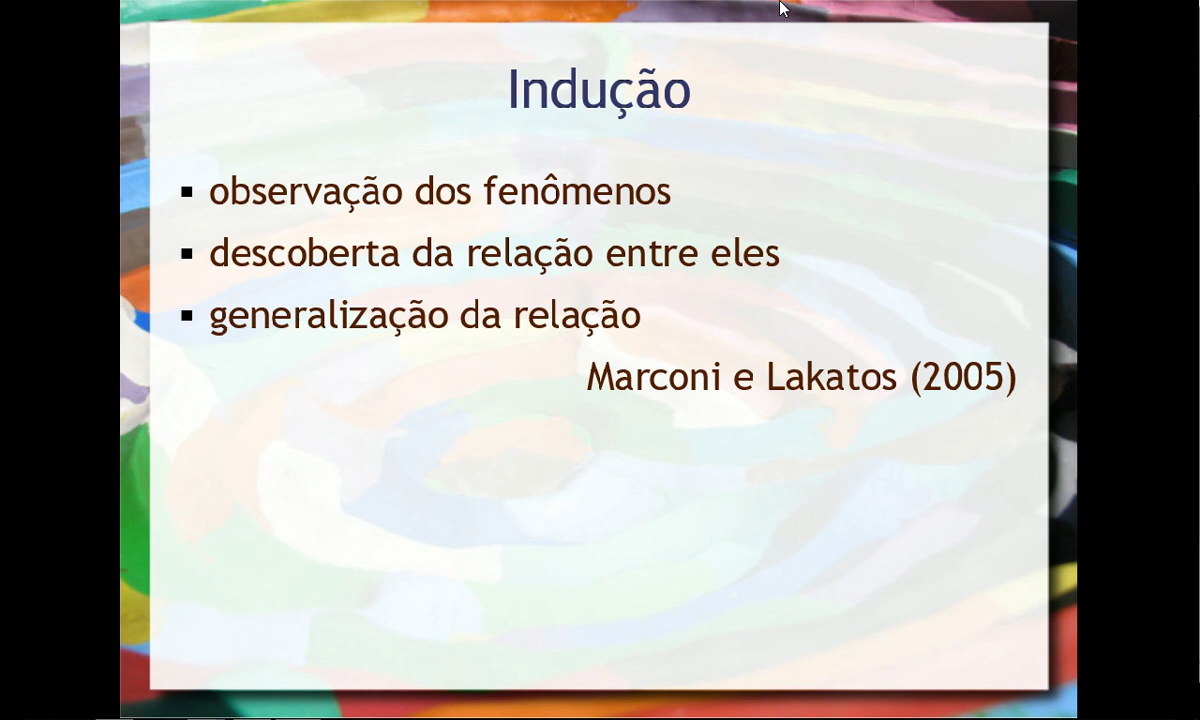 Indução
▪ observação dos fenômenos
▪ descoberta da relação entre eles
▪ generalização da relação
Marconi e Lakatos (2005)